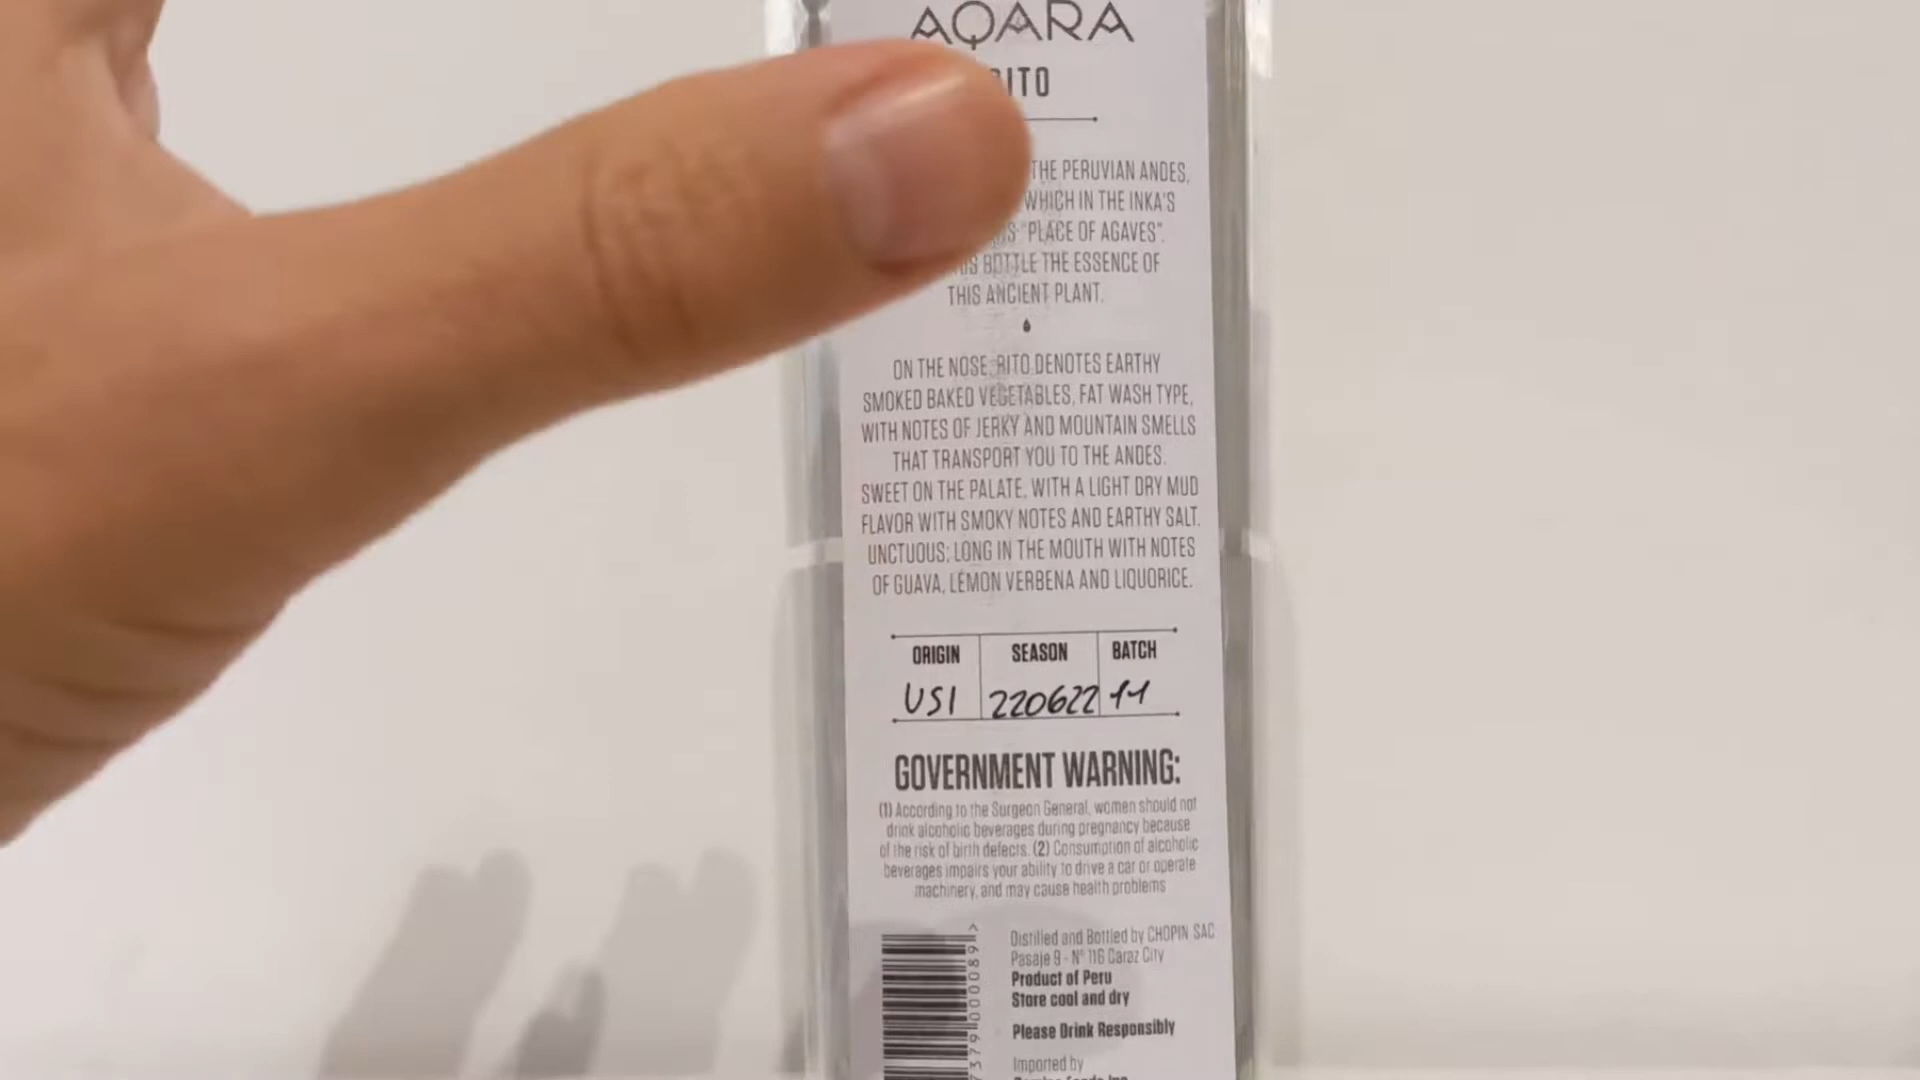 AQARA
THE PERUVIAN ANDES,
WHICH IN THE INKA'S
"PLACE OF AGAVES".
BOTTLE THE ESSENCE OF
THIS ANCIENT PLANT.
ON THE NOSE, RITO DENOTES EARTHY
SMOKED BAKED VEGETABLES, FAT WASH TYPE,
WITH NOTES OF JERKY AND MOUNTAIN SMELLS
THAT TRANSPORT YOU TO THE ANDES.
SWEET ON THE PALATE, WITH A LIGHT DRY MUD
FLAVOR WITH SMOKY NOTES AND EARTHY SALT.
UNCTUOUS; LONG IN THE MOUTH WITH NOTES
OF GUAVA, LEMON VERBENA AND LIQUORICE.
ORIGIN SEASON BATCH
USI 220622 11
GOVERNMENT WARNING:
(1) According to the Surgeon General, women should not
drink alcoholic beverages during pregnancy because
of the risk of birth defects. (2) Consumption of alcoholic
beverages impairs your ability to drive a car or operate
machinery, and may cause health problems
Distilled and Bottled by CHOPIN SAC
Pasaje 9 - N° 116 Caraz City
Product of Peru
Store cool and dry
Please Drink Responsibly
Imported by